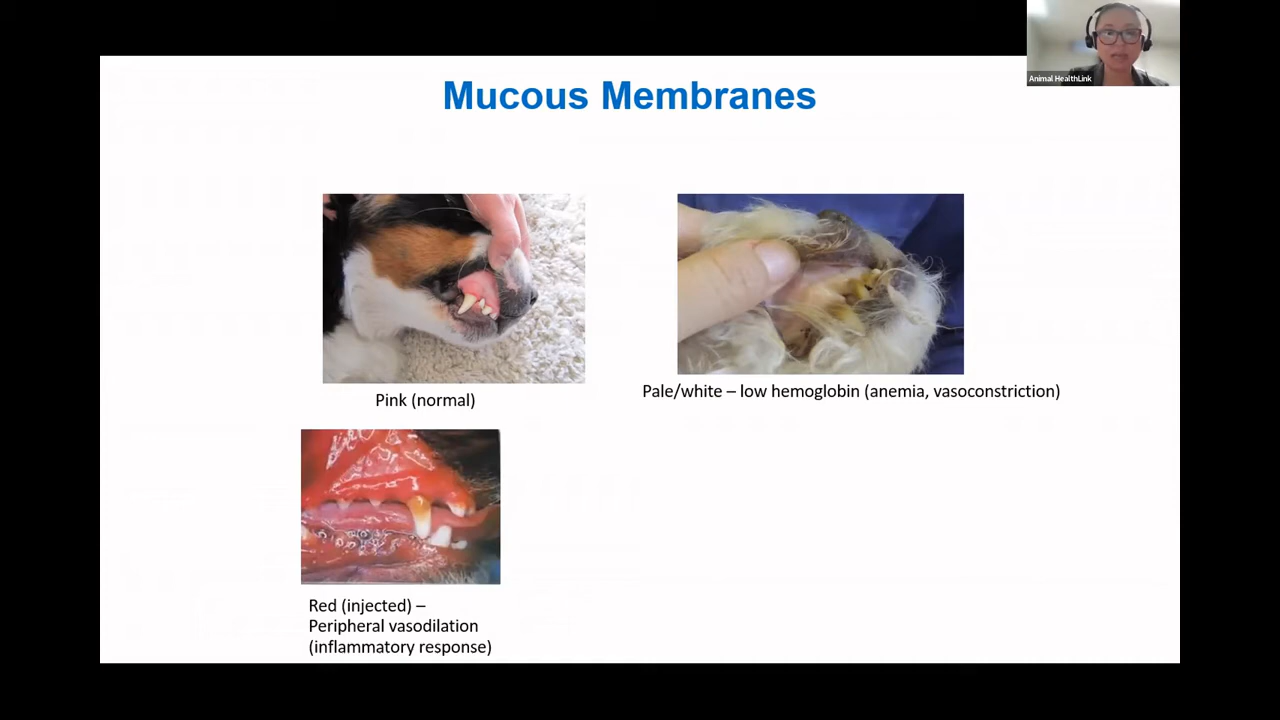 Mucous Membranes
Animal HealthLink
Pink (normal)
Pale/white – low hemoglobin (anemia, vasoconstriction)
Red (injected) –
Peripheral vasodilation
(inflammatory response)